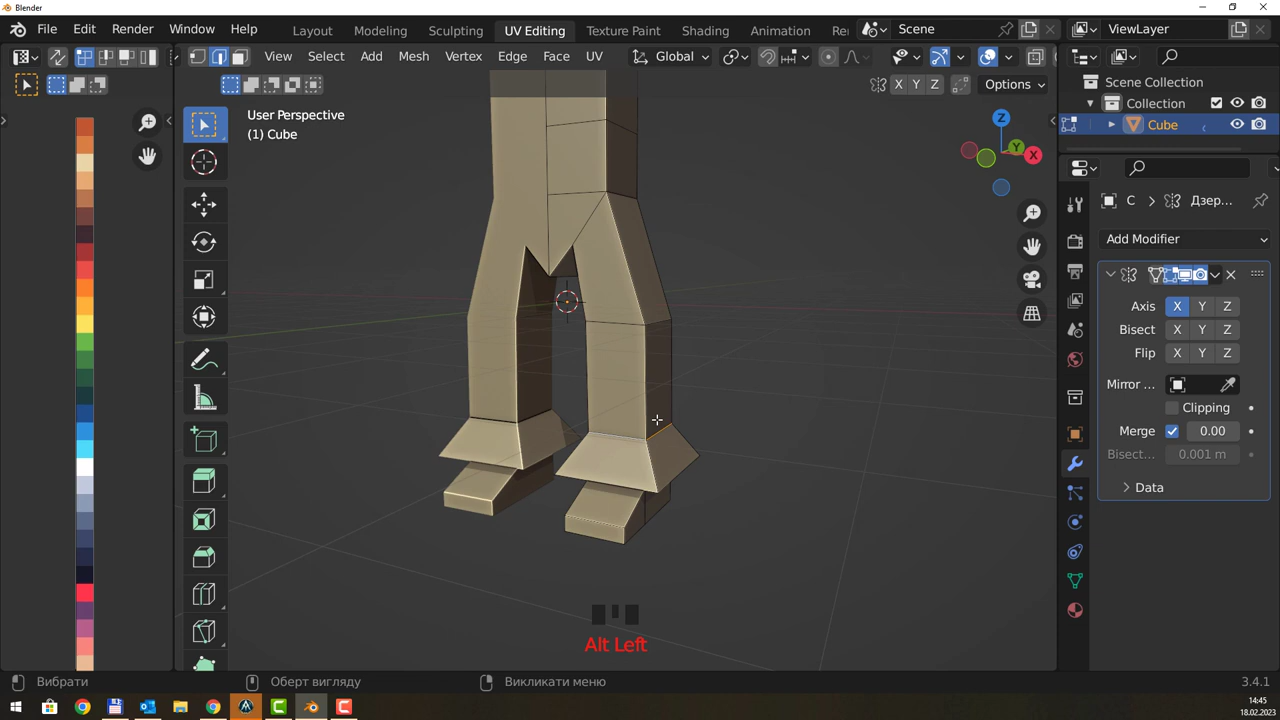 Blender
File Edit Render Window Help
Layout Modeling Sculpting UV Editing Texture Paint Shading Animation Re
Scene
ViewLayer
View Select Add Mesh Vertex Edge Face UV
Global
X Y Z
Options
User Perspective
(1) Cube
Z
Y
X
Scene Collection
Collection
Cube
C > Дзер...
Add Modifier
Axis X Y Z
Bisect X Y Z
Flip X Y Z
Mirror ...
Clipping
Merge 0.00
Bisect... 0.001 m
Data
Alt Left
Вибрати
Оберт вигляду
Викликати меню
3.4.1
14:45
18.02.2023